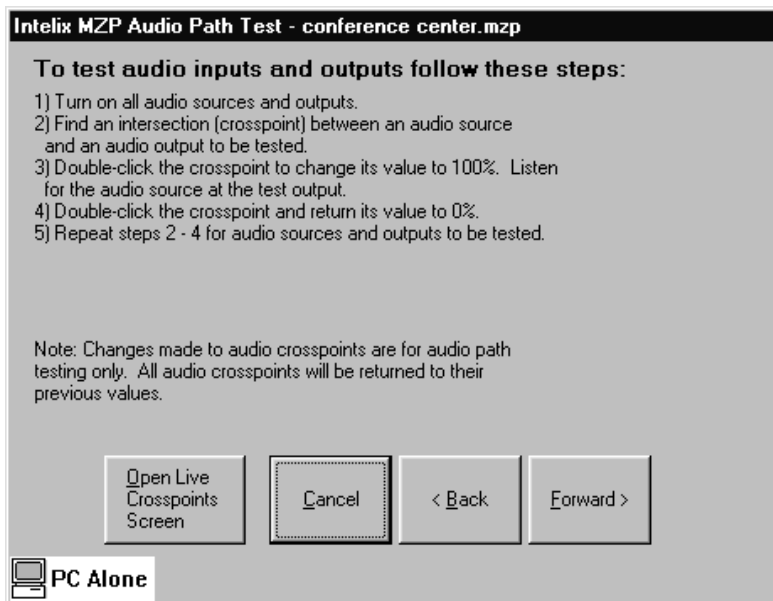 Intelix MZP Audio Path Test - conference center.mzp
To test audio inputs and outputs follow these steps:
1) Turn on all audio sources and outputs.
2) Find an intersection (crosspoint) between an audio source
and an audio output to be tested.
3) Double-click the crosspoint to change its value to 100%.  Listen
for the audio source at the test output.
4) Double-click the crosspoint and return its value to 0%.
5) Repeat steps 2 - 4 for audio sources and outputs to be tested.
Note: Changes made to audio crosspoints are for audio path
testing only.  All audio crosspoints will be returned to their
previous values.
Open Live
Crosspoints
Screen
Cancel
< Back
Forward >
PC Alone